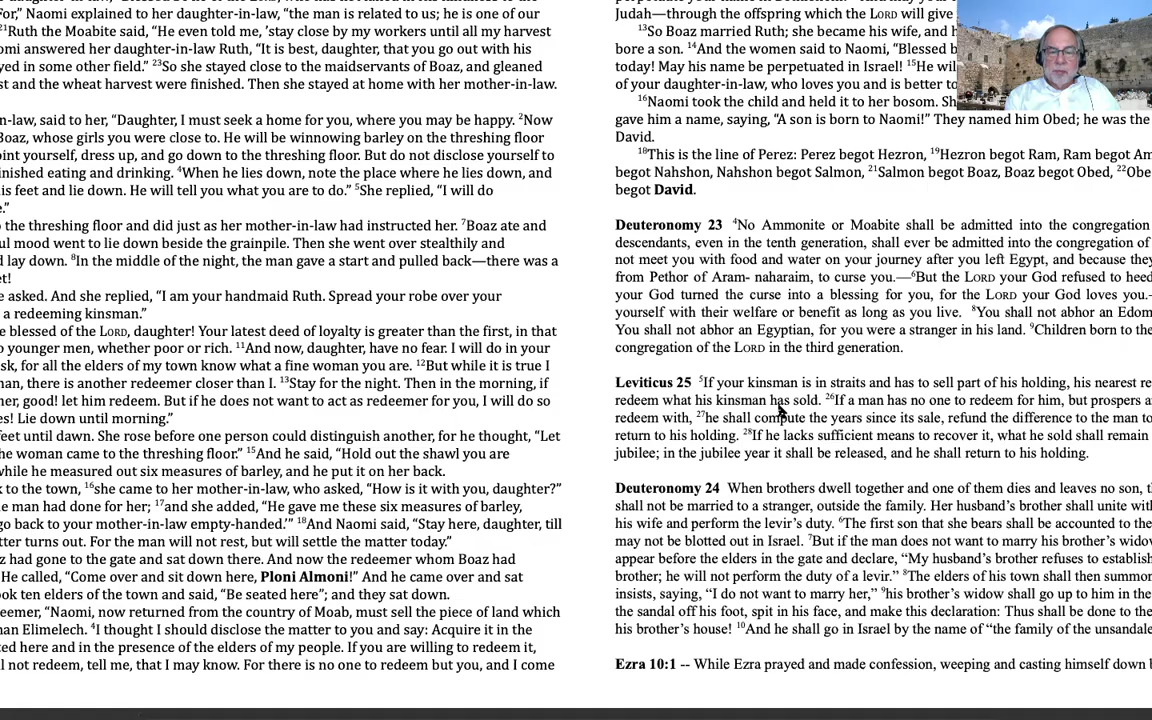 For,” Naomi explained to her daughter-in-law, “the man is related to us; he is one of our
²¹Ruth the Moabite said, “He even told me, ‘stay close by my workers until all my harvest
omi answered her daughter-in-law Ruth, “It is best, daughter, that you go out with his
yed in some other field.” ²³So she stayed close to the maidservants of Boaz, and gleaned
st and the wheat harvest were finished. Then she stayed at home with her mother-in-law.
n-law, said to her, “Daughter, I must seek a home for you, where you may be happy. ²Now
Boaz, whose girls you were close to. He will be winnowing barley on the threshing floor
oint yourself, dress up, and go down to the threshing floor. But do not disclose yourself to
inished eating and drinking. ⁴When he lies down, note the place where he lies down, and
is feet and lie down. He will tell you what you are to do.” ⁵She replied, “I will do
e.”
o the threshing floor and did just as her mother-in-law had instructed her. ⁷Boaz ate and
ul mood went to lie down beside the grainpile. Then she went over stealthily and
d lay down. ⁸In the middle of the night, the man gave a start and pulled back—there was a
et!
e asked. And she replied, “I am your handmaid Ruth. Spread your robe over your
a redeeming kinsman.”
e blessed of the LORD, daughter! Your latest deed of loyalty is greater than the first, in that
o younger men, whether poor or rich. ¹¹And now, daughter, have no fear. I will do in your
sk, for all the elders of my town know what a fine woman you are. ¹²But while it is true I
man, there is another redeemer closer than I. ¹³Stay for the night. Then in the morning, if
ner, good! let him redeem. But if he does not want to act as redeemer for you, I will do so
es! Lie down until morning.”
feet until dawn. She rose before one person could distinguish another, for he thought, “Let
he woman came to the threshing floor.” ¹⁵And he said, “Hold out the shawl you are
while he measured out six measures of barley, and he put it on her back.
k to the town, ¹⁶she came to her mother-in-law, who asked, “How is it with you, daughter?”
e man had done for her; ¹⁷and she added, “He gave me these six measures of barley,
go back to your mother-in-law empty-handed.’” ¹⁸And Naomi said, “Stay here, daughter, till
tter turns out. For the man will not rest, but will settle the matter today.”
z had gone to the gate and sat down there. And now the redeemer whom Boaz had
He called, “Come over and sit down here, Ploni Almoni!” And he came over and sat
ook ten elders of the town and said, “Be seated here”; and they sat down.
eemer, “Naomi, now returned from the country of Moab, must sell the piece of land which
nan Elimelech. ⁴I thought I should disclose the matter to you and say: Acquire it in the
ted here and in the presence of the elders of my people. If you are willing to redeem it,
ll not redeem, tell me, that I may know. For there is no one to redeem but you, and I come
Judah—through the offspring which the LORD will give
¹³So Boaz married Ruth; she became his wife, and h
bore a son. ¹⁴And the women said to Naomi, “Blessed b
today! May his name be perpetuated in Israel! ¹⁵He wil
of your daughter-in-law, who loves you and is better to
¹⁶Naomi took the child and held it to her bosom. Sh
gave him a name, saying, “A son is born to Naomi!” They named him Obed; he was the
David.
¹⁸This is the line of Perez: Perez begot Hezron, ¹⁹Hezron begot Ram, Ram begot Am
begot Nahshon, Nahshon begot Salmon, ²¹Salmon begot Boaz, Boaz begot Obed, ²²Obe
begot David.
Deuteronomy 23 ⁴No Ammonite or Moabite shall be admitted into the congregation
descendants, even in the tenth generation, shall ever be admitted into the congregation of
not meet you with food and water on your journey after you left Egypt, and because they
from Pethor of Aram- naharaim, to curse you.—⁶But the LORD your God refused to heed
your God turned the curse into a blessing for you, for the LORD your God loves you.-
yourself with their welfare or benefit as long as you live. ⁸You shall not abhor an Edom
You shall not abhor an Egyptian, for you were a stranger in his land. ⁹Children born to the
congregation of the LORD in the third generation.
Leviticus 25 ⁵If your kinsman is in straits and has to sell part of his holding, his nearest re
redeem what his kinsman has sold. ²⁶If a man has no one to redeem for him, but prospers a
redeem with, ²⁷he shall compute the years since its sale, refund the difference to the man to
return to his holding. ²⁸If he lacks sufficient means to recover it, what he sold shall remain
jubilee; in the jubilee year it shall be released, and he shall return to his holding.
Deuteronomy 24 When brothers dwell together and one of them dies and leaves no son, t
shall not be married to a stranger, outside the family. Her husband’s brother shall unite wit
his wife and perform the levir’s duty. ⁶The first son that she bears shall be accounted to the
may not be blotted out in Israel. ⁷But if the man does not want to marry his brother’s widow
appear before the elders in the gate and declare, “My husband’s brother refuses to establis
brother; he will not perform the duty of a levir.” ⁸The elders of his town shall then summon
insists, saying, “I do not want to marry her,” ⁹his brother’s widow shall go up to him in the
the sandal off his foot, spit in his face, and make this declaration: Thus shall be done to the
his brother’s house! ¹⁰And he shall go in Israel by the name of “the family of the unsandale
Ezra 10:1 -- While Ezra prayed and made confession, weeping and casting himself down b